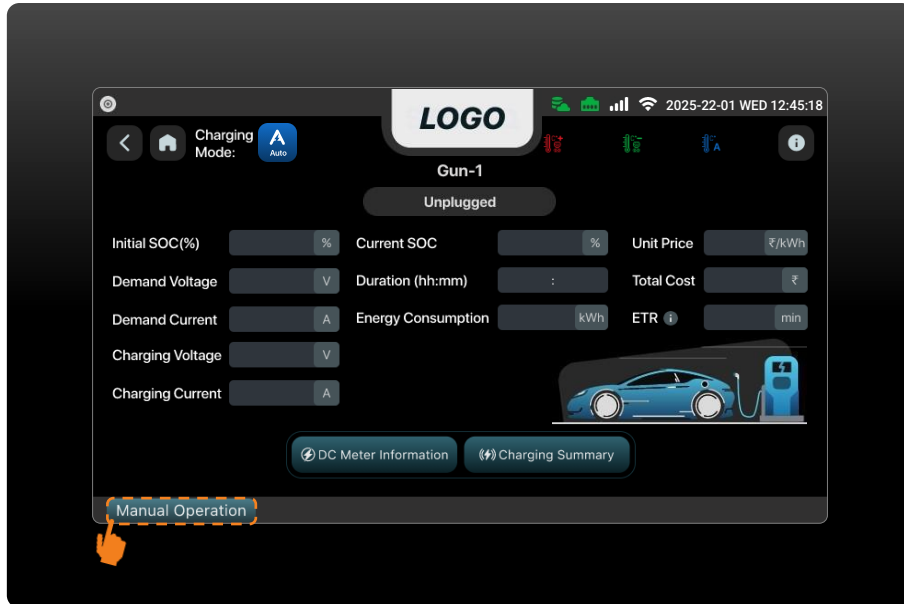 LOGO
2025-22-01 WED 12:45:18
Charging
Mode:
A
Auto
A
Gun-1
Unplugged
Initial SOC(%) %
Current SOC %
Unit Price ₹/kWh
Demand Voltage V
Duration (hh:mm) :
Total Cost ₹
Demand Current A
Energy Consumption kWh
ETR i min
Charging Voltage V
Charging Current A
DC Meter Information
Charging Summary
Manual Operation